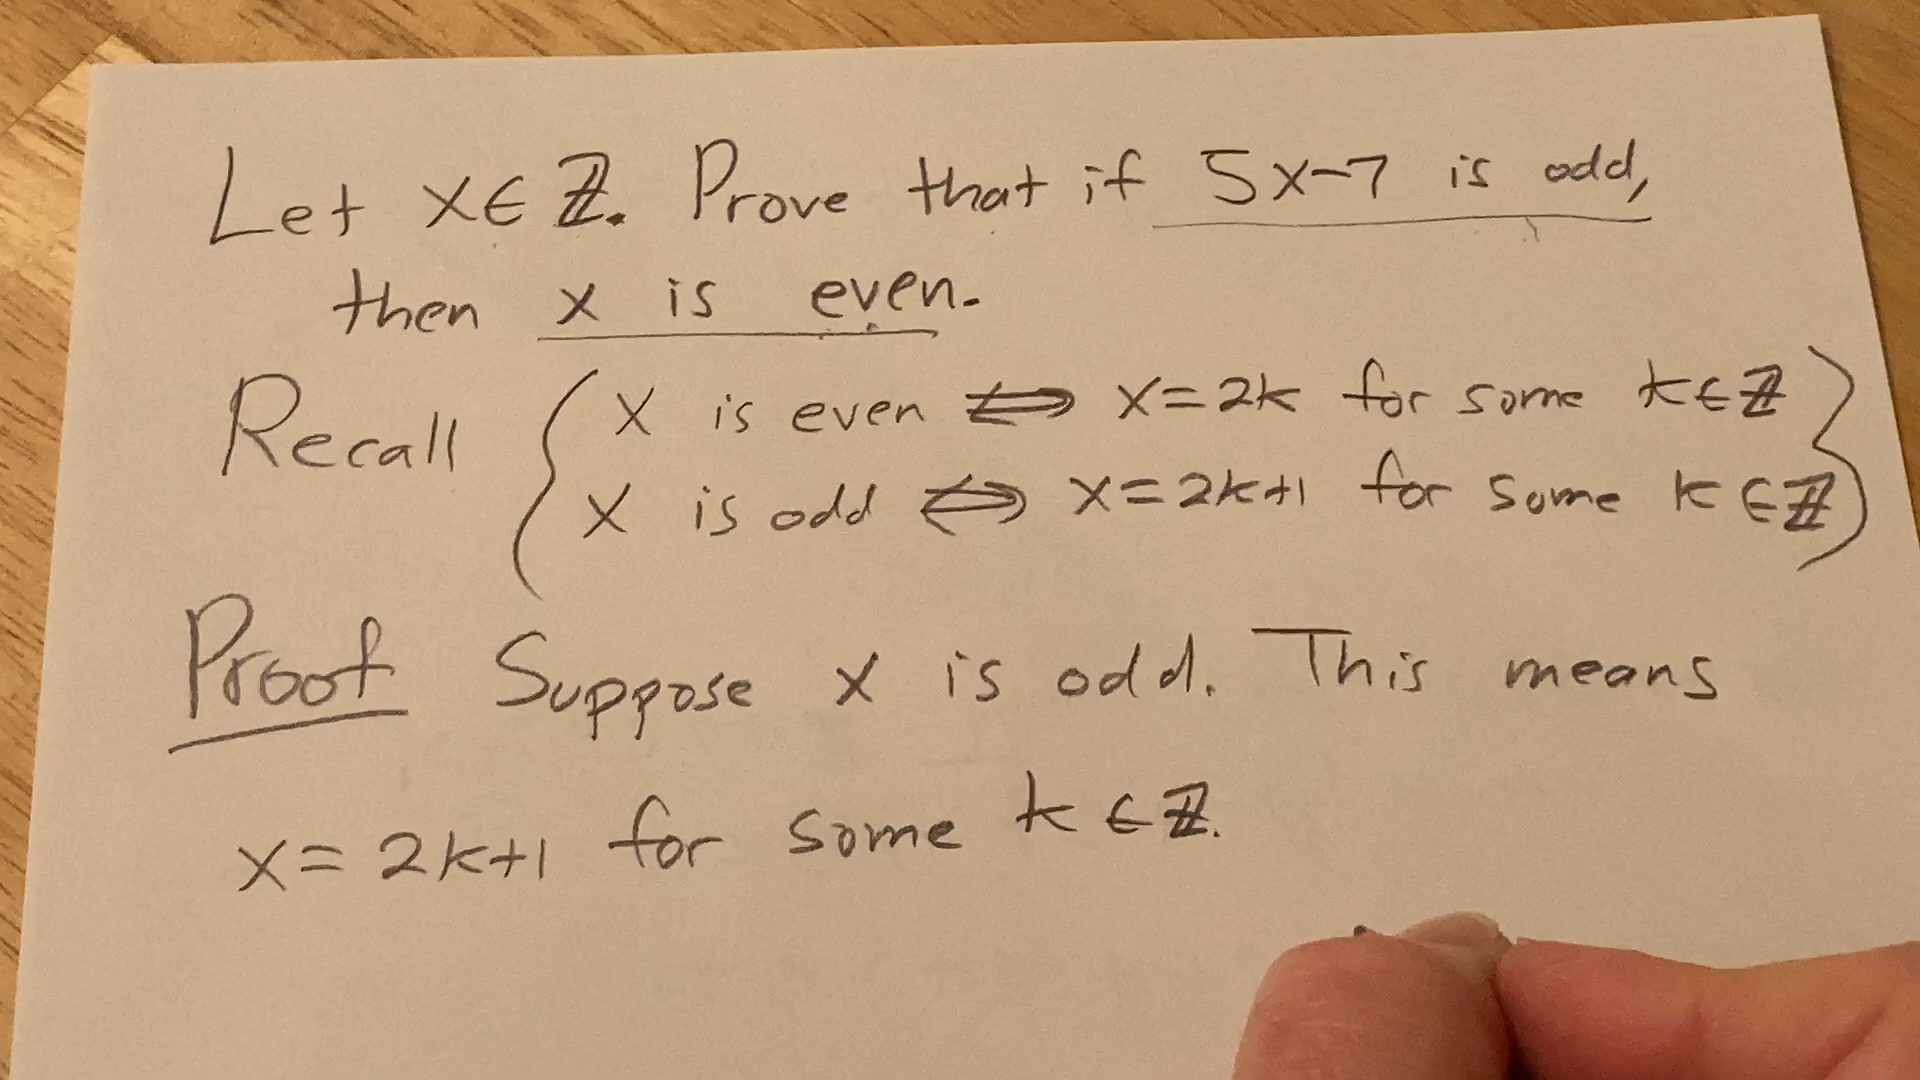 Let x ∈ ℤ. Prove that if 5x-7 is odd,
then x is even.
Recall { x is even ⟺ x=2k for some k ∈ ℤ
x is odd ⟺ x=2k+1 for some k ∈ ℤ }
Proof Suppose x is odd. This means
x=2k+1 for some k ∈ ℤ.